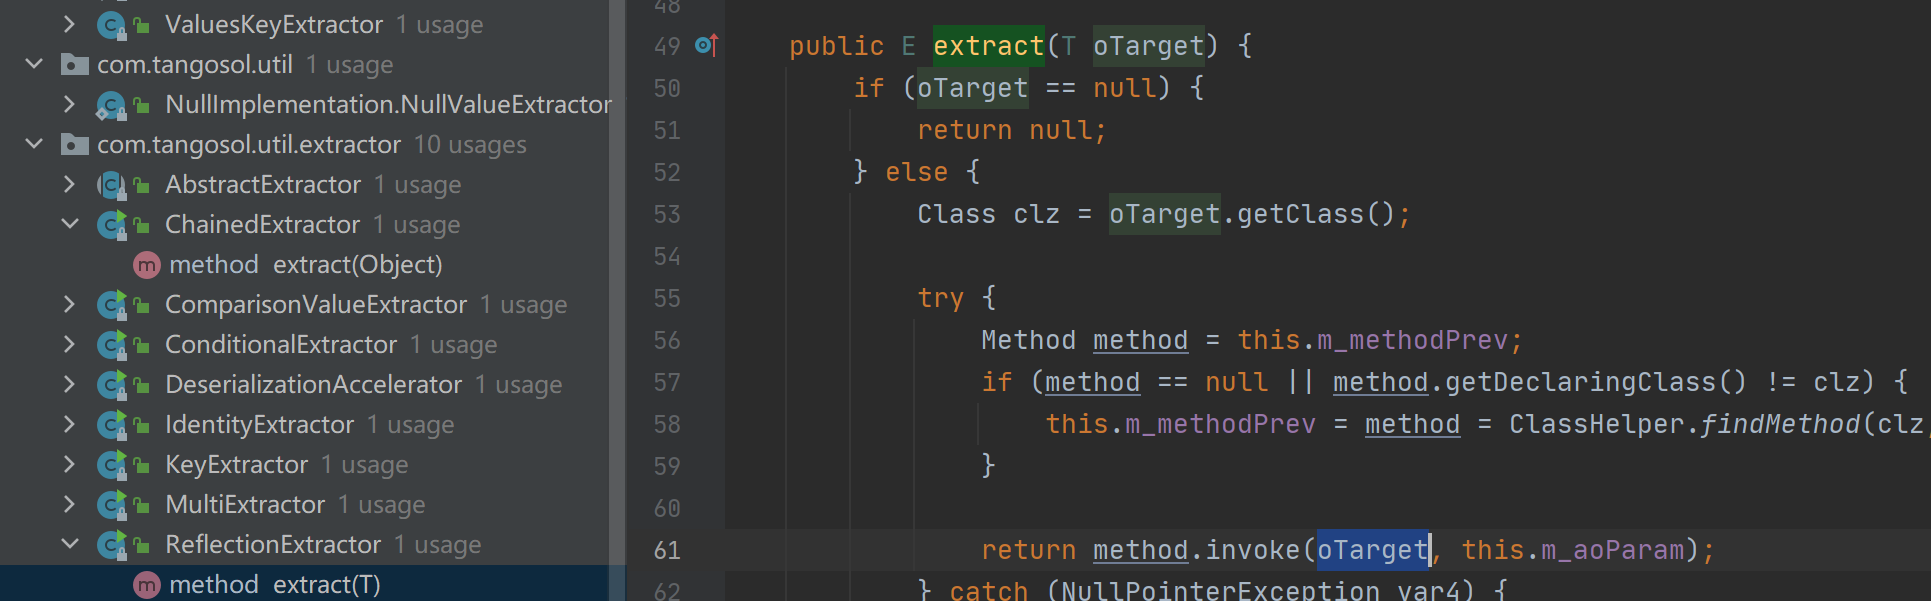 ValuesKeyExtractor 1 usage
com.tangosol.util 1 usage
NullImplementation.NullValueExtractor
com.tangosol.util.extractor 10 usages
AbstractExtractor 1 usage
ChainedExtractor 1 usage
m method extract(Object)
ComparisonValueExtractor 1 usage
ConditionalExtractor 1 usage
DeserializationAccelerator 1 usage
IdentityExtractor 1 usage
KeyExtractor 1 usage
MultiExtractor 1 usage
ReflectionExtractor 1 usage
m method extract(T)
48
49 public E extract(T oTarget) {
50 if (oTarget == null) {
51 return null;
52 } else {
53 Class clz = oTarget.getClass();
54
55 try {
56 Method method = this.m_methodPrev;
57 if (method == null || method.getDeclaringClass() != clz) {
58 this.m_methodPrev = method = ClassHelper.findMethod(clz,
59 }
60
61 return method.invoke(oTarget, this.m_aoParam);
62 } catch (NullPointerException var4) {